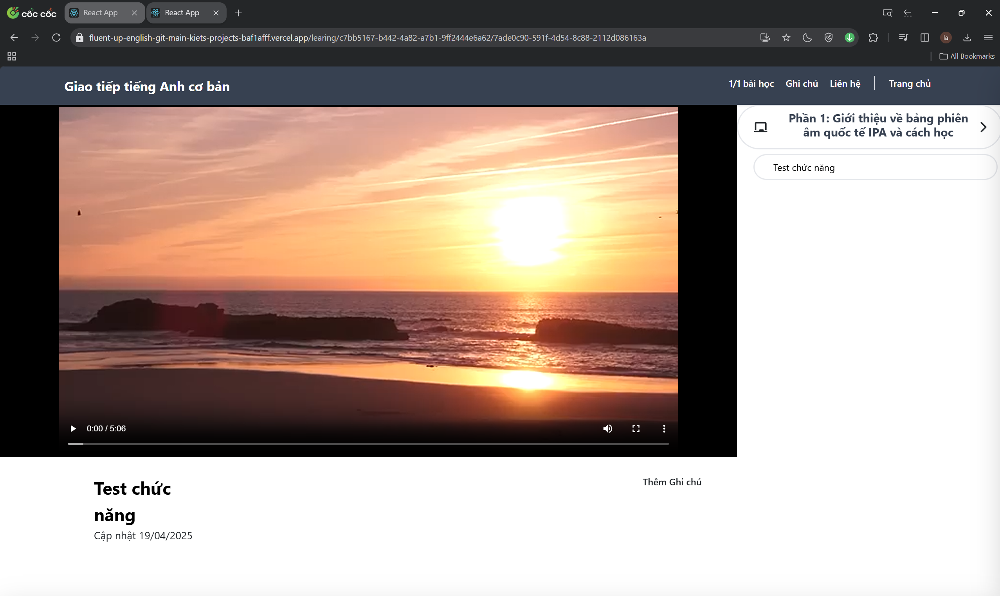 cốc cốc
React App
React App
fluent-up-english-git-main-kiets-projects-baf1afff.vercel.app/learing/c7bb5167-b442-4a82-a7b1-9ff2444e6a62/7ade0c90-591f-4d54-8c88-2112d086163a
la
All Bookmarks
Giao tiếp tiếng Anh cơ bản
1/1 bài học
Ghi chú
Liên hệ
Trang chủ
Phần 1: Giới thiệu về bảng phiên
âm quốc tế IPA và cách học
Test chức năng
0:00 / 5:06
Test chức
năng
Thêm Ghi chú
Cập nhật 19/04/2025